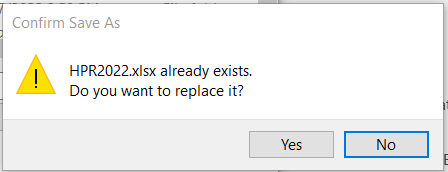 Confirm Save As
HPR2022.xlsx already exists.
Do you want to replace it?
Yes
No